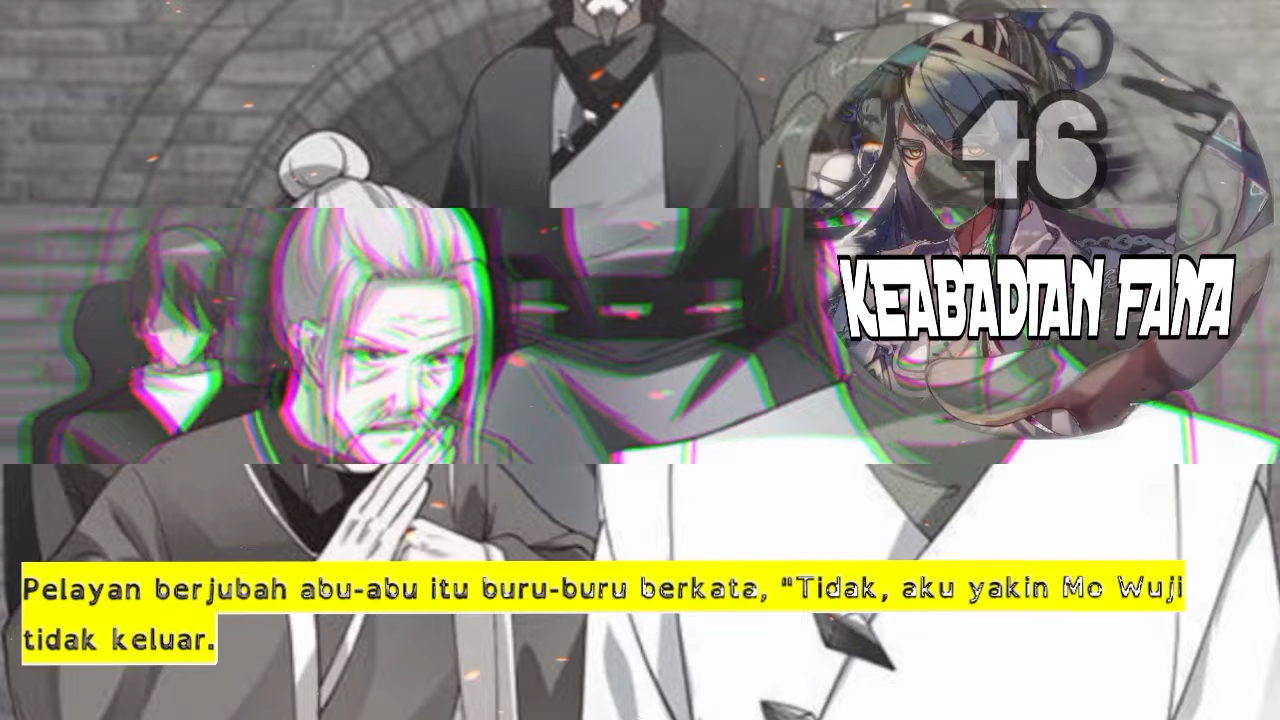 46
KEABADIAN FANA
Pelayan berjubah abu-abu itu buru-buru berkata, "Tidak, aku yakin Mo Wuji
tidak keluar.